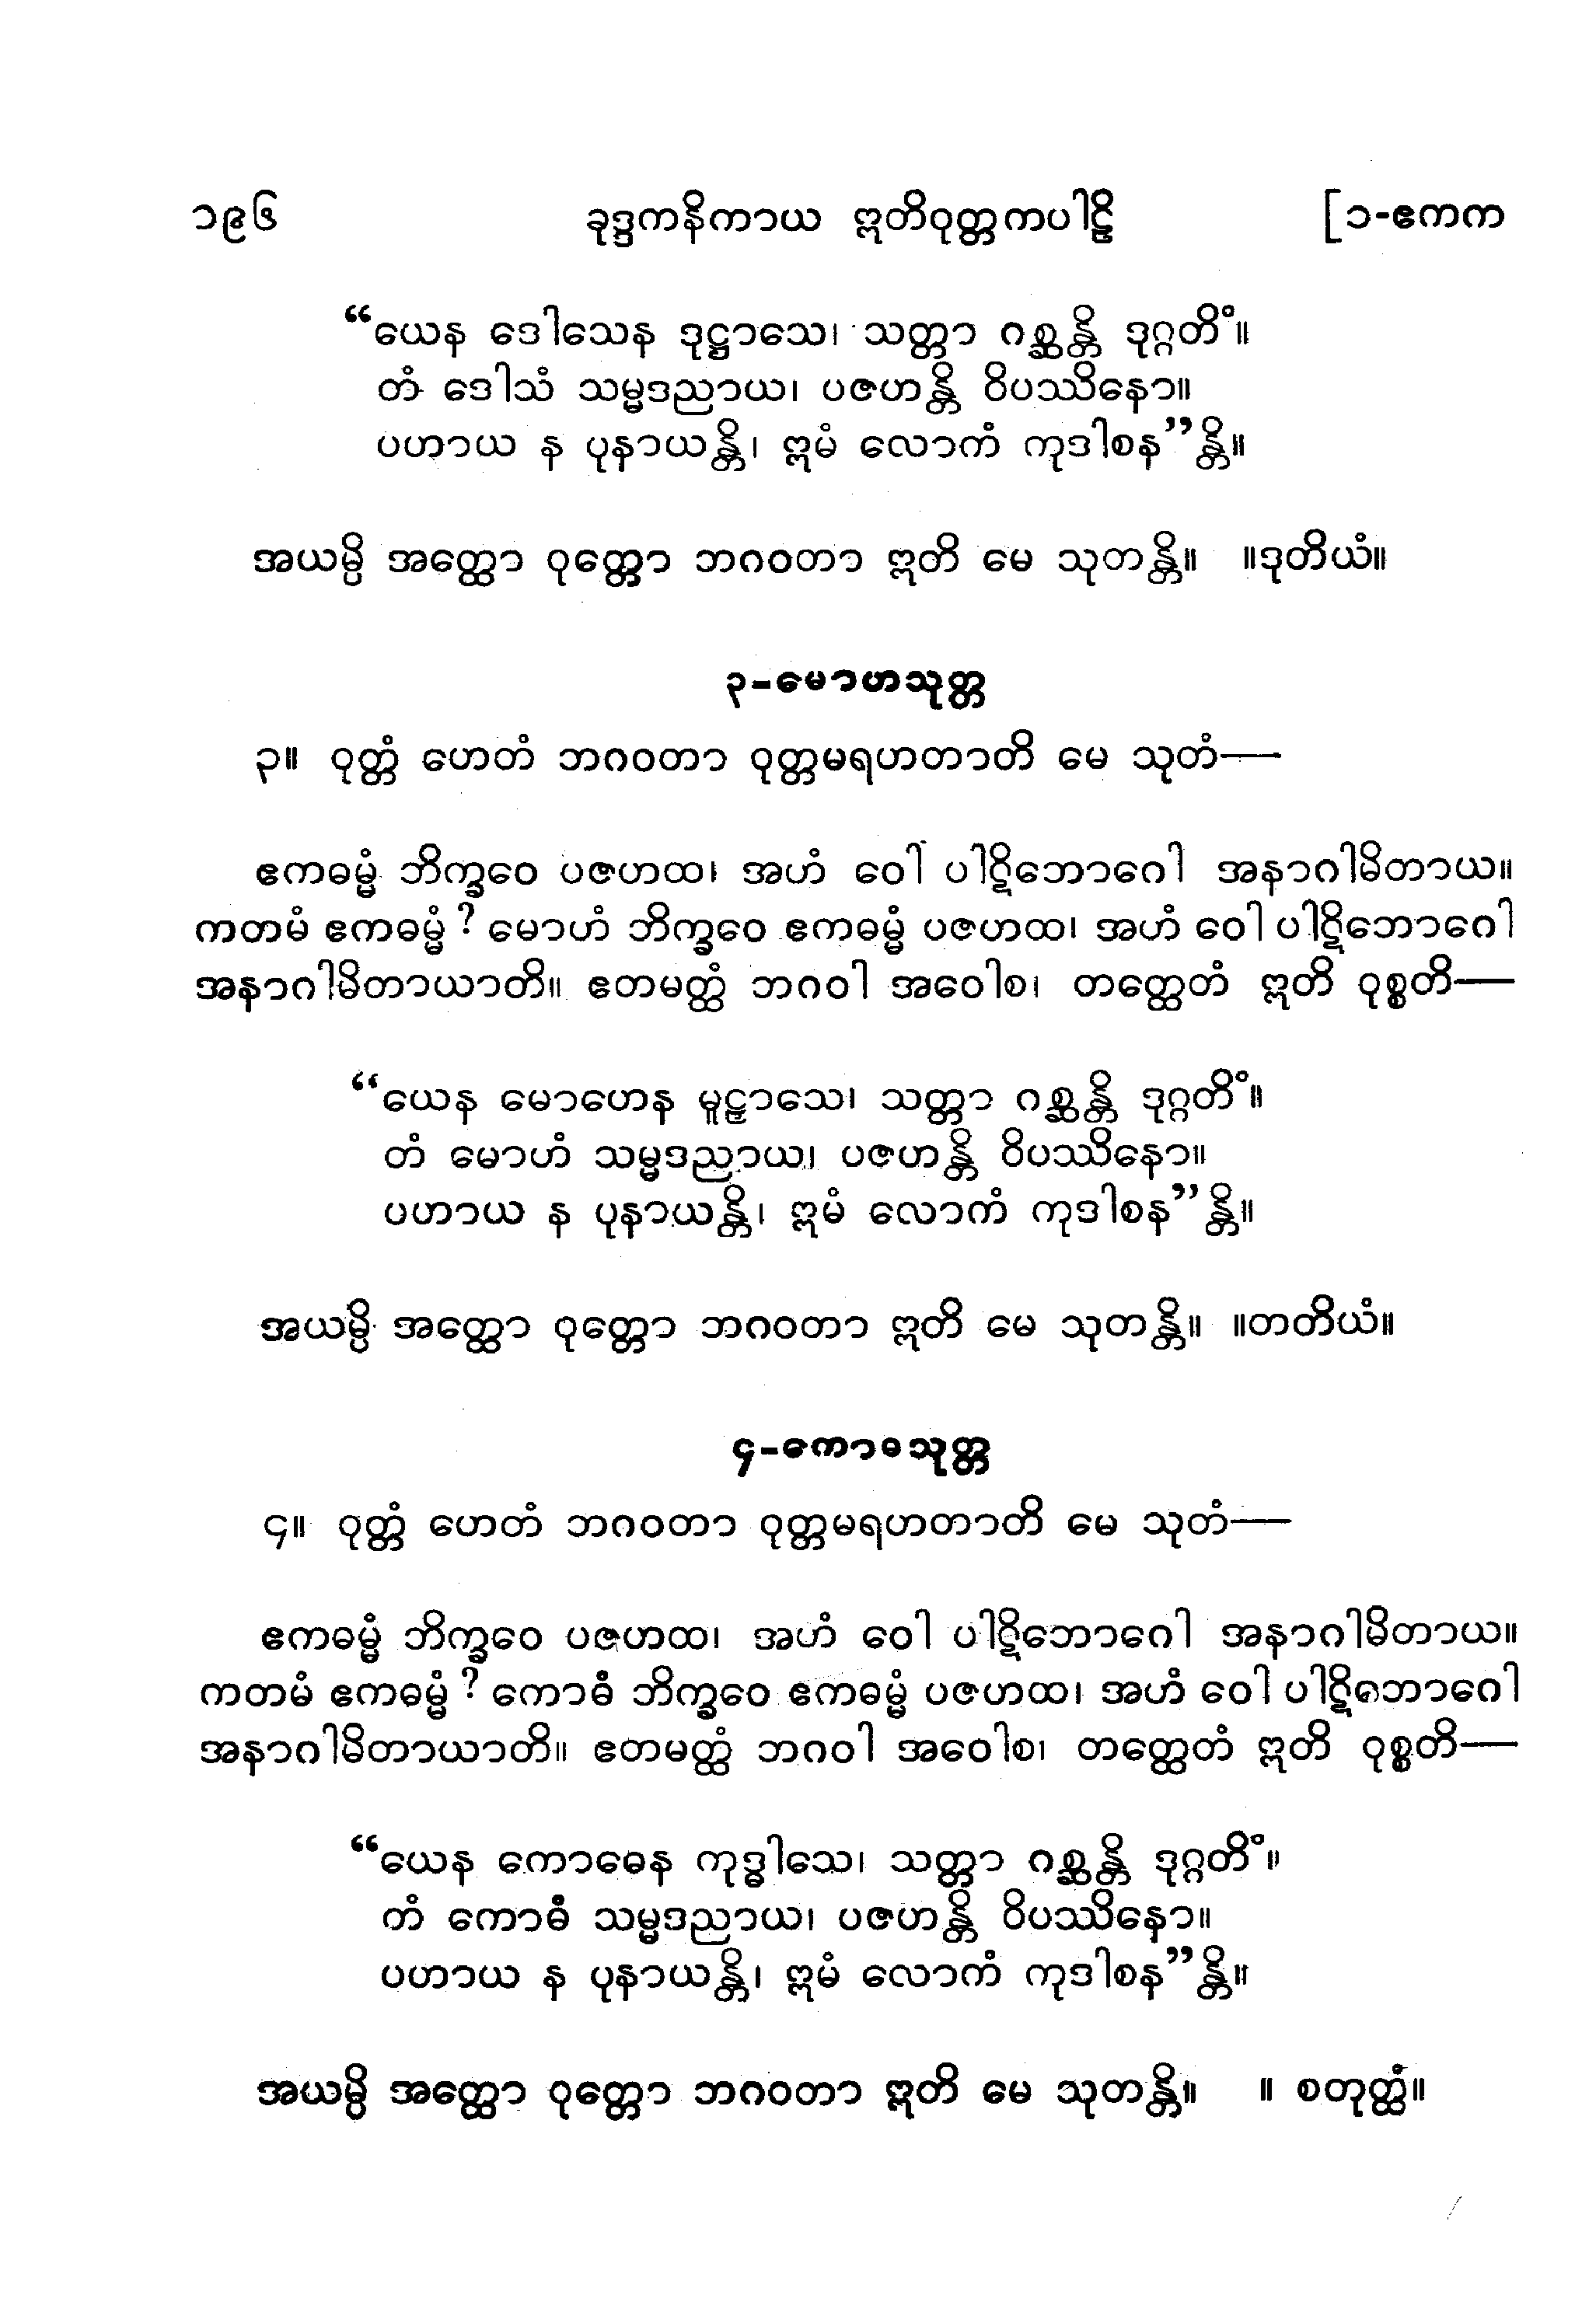 ၁၉၆ ခုဒ္ဒကနိကာယ ဣတိဝုတ္တကပါဠိ [၁-ဧကက
“ယေန ဒေါသေန ဒုဋ္ဌာသေ၊ သတ္တာ ဂစ္ဆန္တိ ဒုဂ္ဂတိံ။
တံ ဒေါသံ သမ္မဒညာယ၊ ပဇဟန္တိ ဝိပဿိနော။
ပဟာယ န ပုနာယန္တိ၊ ဣမံ လောကံ ကုဒါစန”န္တိ။
အယမ္ပိ အတ္ထော ဝုတ္တော ဘဂဝတာ ဣတိ မေ သုတန္တိ။ ။ဒုတိယံ။
၃-မောဟသုတ္တ
၃။ ဝုတ္တံ ဟေတံ ဘဂဝတာ ဝုတ္တမရဟတာတိ မေ သုတံ—
ဧကဓမ္မံ ဘိက္ခဝေ ပဇဟထ၊ အဟံ ဝေါ ပါဋိဘောဂေါ အနာဂါမိတာယ။
ကတမံ ဧကဓမ္မံ? မောဟံ ဘိက္ခဝေ ဧကဓမ္မံ ပဇဟထ၊ အဟံ ဝေါ ပါဋိဘောဂေါ
အနာဂါမိတာယာတိ။ ဧတမတ္ထံ ဘဂဝါ အဝေါစ၊ တတ္ထေတံ ဣတိ ဝုစ္စတိ—
“ယေန မောဟေန မူဠှာသေ၊ သတ္တာ ဂစ္ဆန္တိ ဒုဂ္ဂတိံ။
တံ မောဟံ သမ္မဒညာယ၊ ပဇဟန္တိ ဝိပဿိနော။
ပဟာယ န ပုနာယန္တိ၊ ဣမံ လောကံ ကုဒါစန”န္တိ။
အယမ္ပိ အတ္ထော ဝုတ္တော ဘဂဝတာ ဣတိ မေ သုတန္တိ။ ။တတိယံ။
၄-ကောဓသုတ္တ
၄။ ဝုတ္တံ ဟေတံ ဘဂဝတာ ဝုတ္တမရဟတာတိ မေ သုတံ—
ဧကဓမ္မံ ဘိက္ခဝေ ပဇဟထ၊ အဟံ ဝေါ ပါဋိဘောဂေါ အနာဂါမိတာယ။
ကတမံ ဧကဓမ္မံ? ကောဓံ ဘိက္ခဝေ ဧကဓမ္မံ ပဇဟထ၊ အဟံ ဝေါ ပါဋိဘောဂေါ
အနာဂါမိတာယာတိ။ ဧတမတ္ထံ ဘဂဝါ အဝေါစ၊ တတ္ထေတံ ဣတိ ဝုစ္စတိ—
“ယေန ကောဓေန ကုဒ္ဓါသေ၊ သတ္တာ ဂစ္ဆန္တိ ဒုဂ္ဂတိံ။
တံ ကောဓံ သမ္မဒညာယ၊ ပဇဟန္တိ ဝိပဿိနော။
ပဟာယ န ပုနာယန္တိ၊ ဣမံ လောကံ ကုဒါစန”န္တိ။
အယမ္ပိ အတ္ထော ဝုတ္တော ဘဂဝတာ ဣတိ မေ သုတန္တိ။ ။ စတုတ္ထံ။